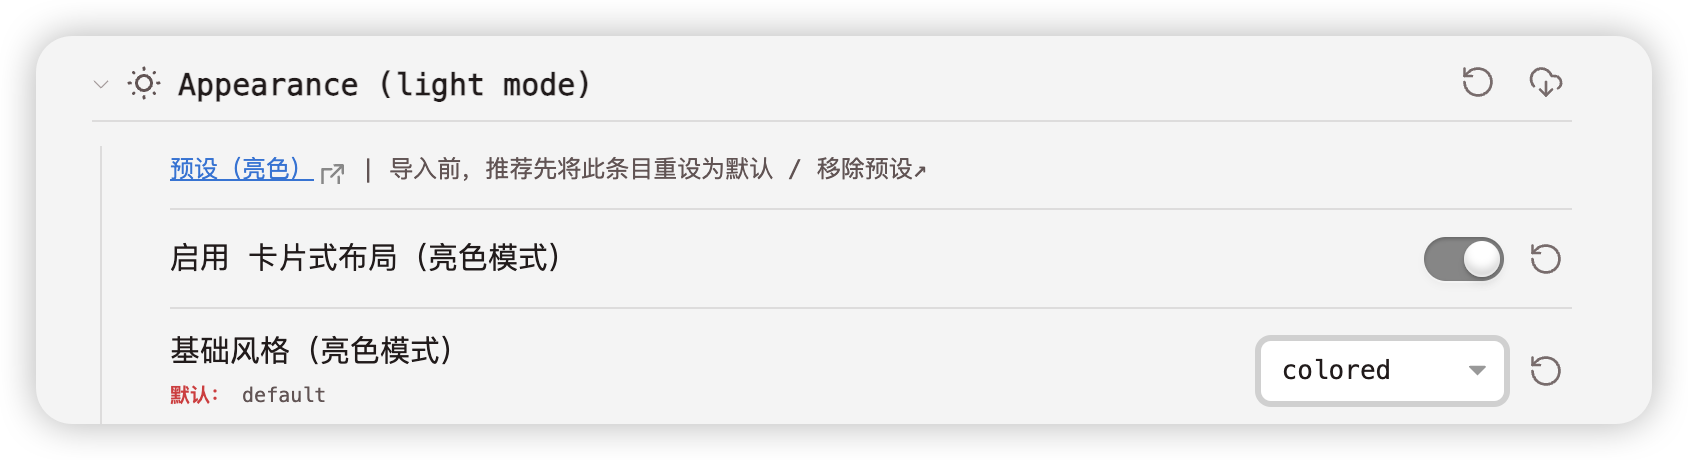 Appearance (light mode)
预设（亮色） | 导入前，推荐先将此条目重设为默认 / 移除预设↗
启用 卡片式布局（亮色模式）
基础风格（亮色模式）
colored
默认： default